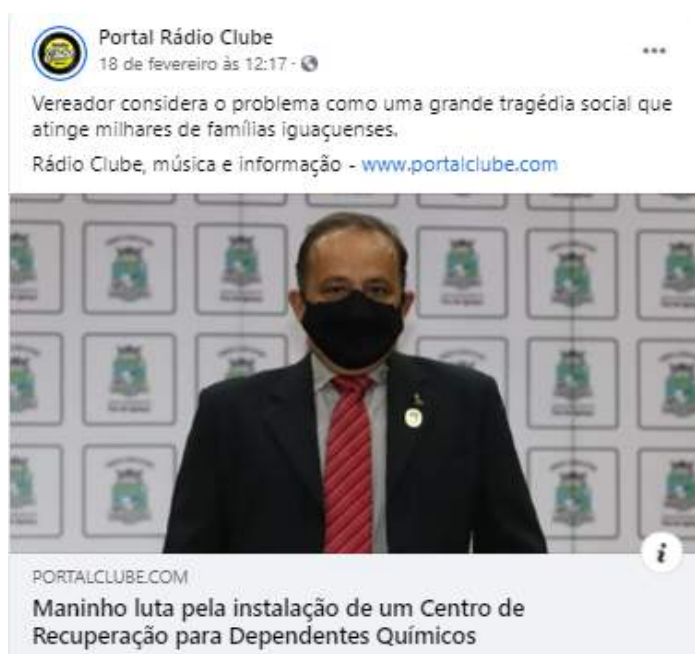 Portal Rádio Clube
18 de fevereiro às 12:17 ·
Vereador considera o problema como uma grande tragédia social que
atinge milhares de famílias iguaçuenses.
Rádio Clube, música e informação - www.portalclube.com
PORTALCLUBE.COM
Maninho luta pela instalação de um Centro de
Recuperação para Dependentes Químicos